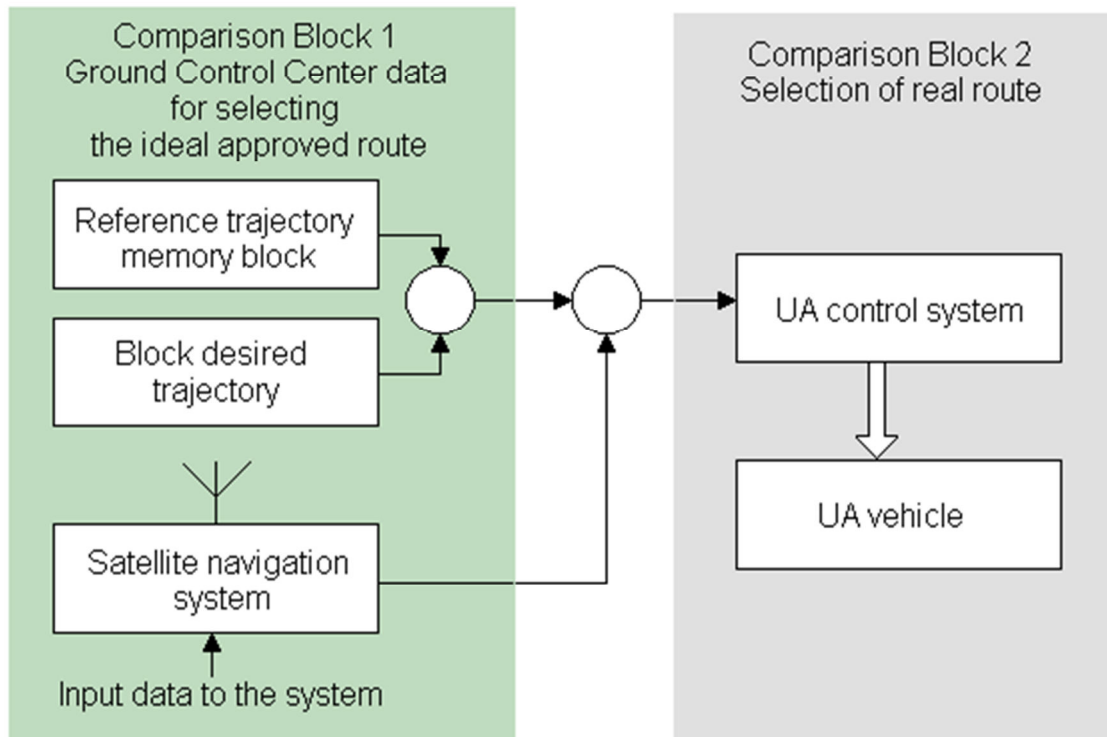 Comparison Block 1
Ground Control Center data
for selecting
the ideal approved route
Reference trajectory
memory block
Block desired
trajectory
Satellite navigation
system
Input data to the system
Comparison Block 2
Selection of real route
UA control system
UA vehicle